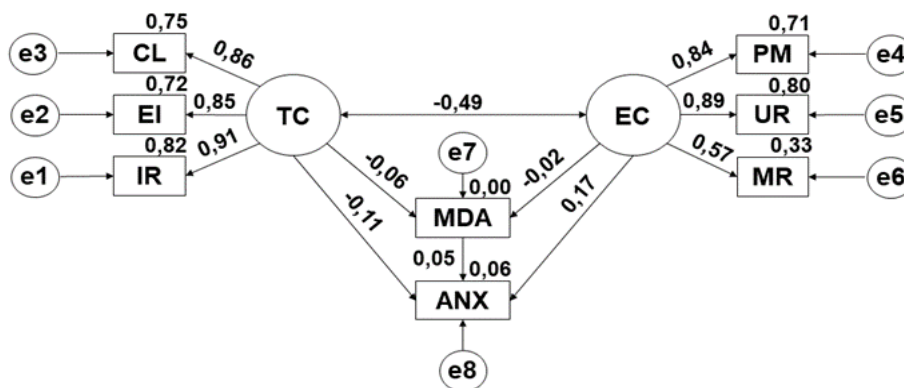 0,75
0,71
e3
CL
0,86
0,84
PM
e4
0,72
0,80
e2
EI
0,85
TC
-0,49
EC
0,89
UR
e5
0,82
0,91
e7
0,57
0,33
e1
IR
-0,06
-0,02
MR
e6
0,00
-0,11
MDA
0,17
0,05
0,06
ANX
e8